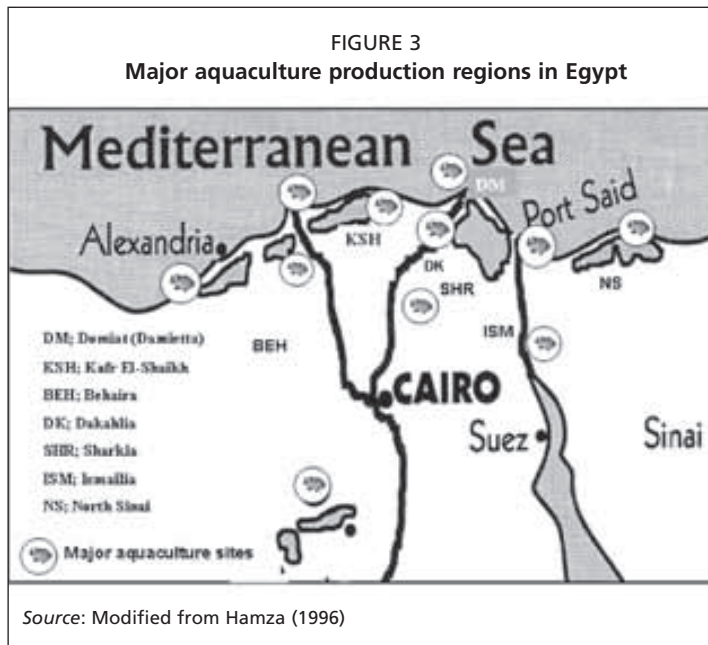 FIGURE 3
Major aquaculture production regions in Egypt
Mediterranean Sea
DM
Port Said
Alexandria
KSH
DK
SHR
NS
BEH
ISM
DM; Domiat (Damietta)
KSH; Kafr El-Shaikh
BEH; Behaira
DK; Dakahlia
SHR; Sharkia
ISM; Ismailia
NS; North Sinai
CAIRO
Suez
Sinai
Major aquaculture sites
Source: Modified from Hamza (1996)